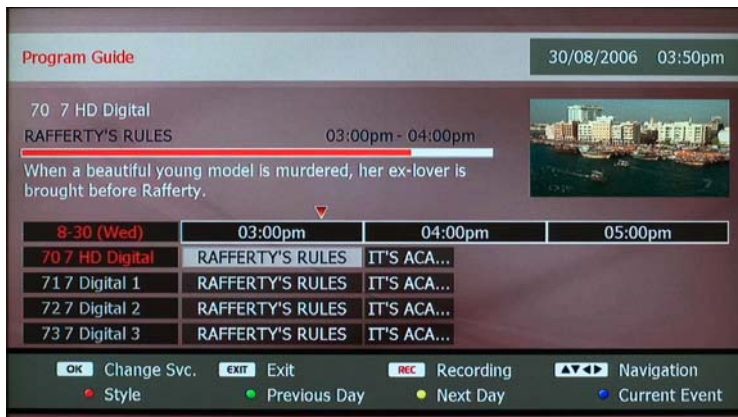 Program Guide 30/08/2006 03:50pm
70 7 HD Digital
RAFFERTY'S RULES 03:00pm - 04:00pm
When a beautiful young model is murdered, her ex-lover is
brought before Rafferty.
8-30 (Wed) 03:00pm 04:00pm 05:00pm
70 7 HD Digital RAFFERTY'S RULES IT'S ACA...
71 7 Digital 1 RAFFERTY'S RULES IT'S ACA...
72 7 Digital 2 RAFFERTY'S RULES IT'S ACA...
73 7 Digital 3 RAFFERTY'S RULES IT'S ACA...
OK Change Svc. EXIT Exit REC Recording ▲▼◄► Navigation
Style Previous Day Next Day Current Event